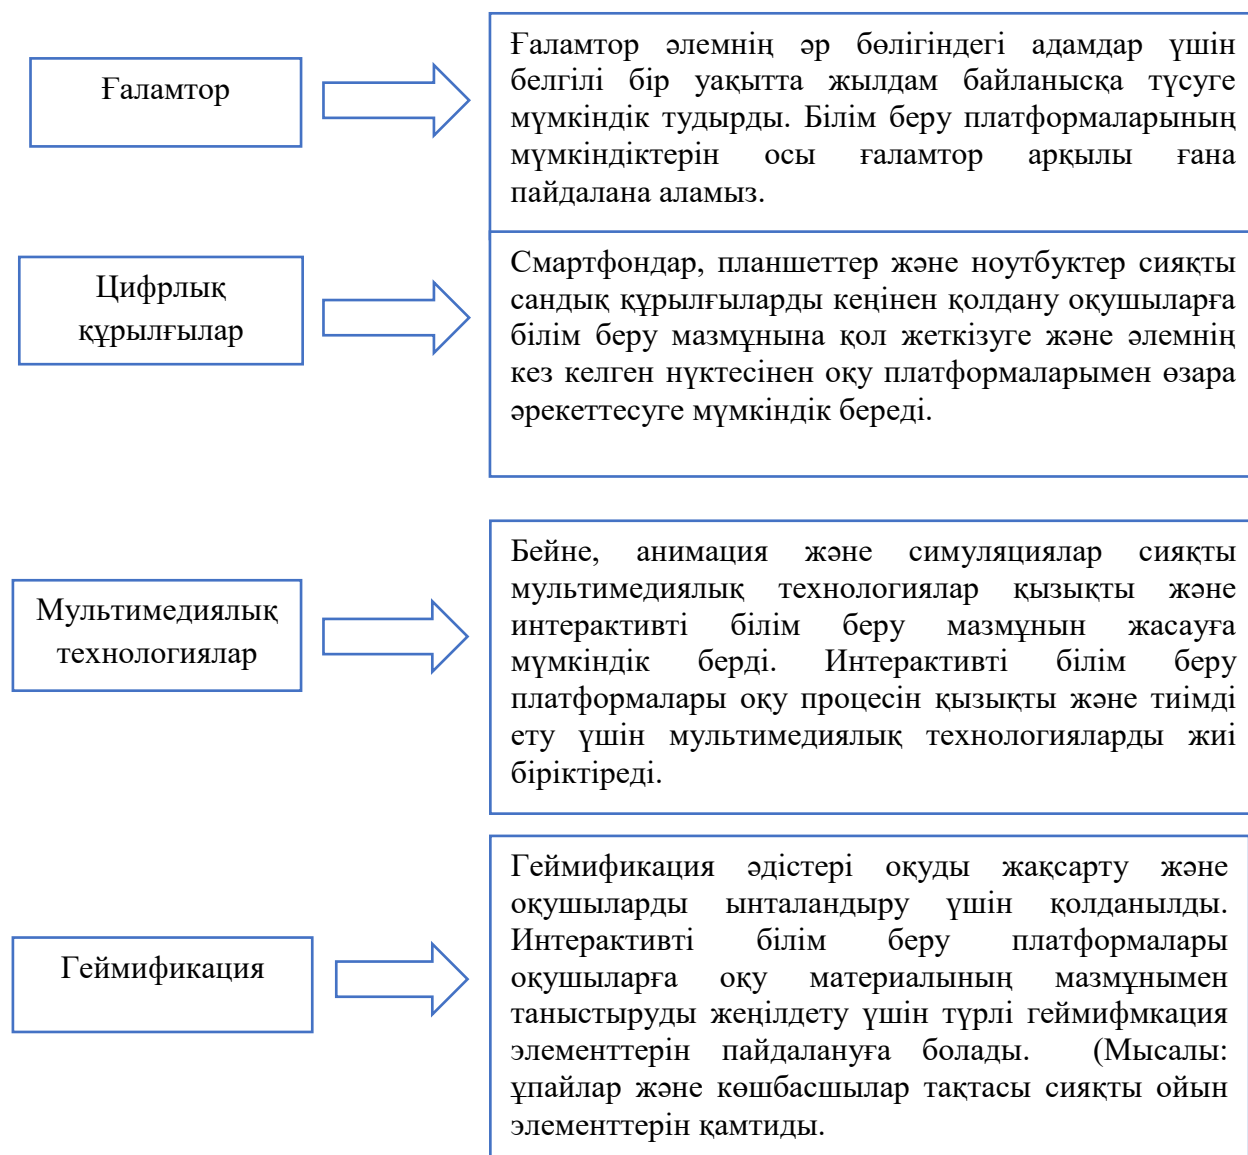 Ғаламтор
Ғаламтор әлемнің әр бөлігіндегі адамдар үшін
белгілі бір уақытта жылдам байланысқа түсуге
мүмкіндік тудырды. Білім беру платформаларының
мүмкіндіктерін осы ғаламтор арқылы ғана
пайдалана аламыз.
Цифрлық
құрылғылар
Смартфондар, планшеттер және ноутбуктер сияқты
сандық құрылғыларды кеңінен қолдану оқушыларға
білім беру мазмұнына қол жеткізуге және әлемнің
кез келген нүктесінен оқу платформаларымен өзара
әрекеттесуге мүмкіндік береді.
Мультимедиялық
технологиялар
Бейне, анимация және симуляциялар сияқты
мультимедиялық технологиялар қызықты және
интерактивті білім беру мазмұнын жасауға
мүмкіндік берді. Интерактивті білім беру
платформалары оқу процесін қызықты және тиімді
ету үшін мультимедиялық технологияларды жиі
біріктіреді.
Геймификация
Геймификация әдістері оқуды жақсарту және
оқушыларды ынталандыру үшін қолданылды.
Интерактивті білім беру платформалары
оқушыларға оқу материалының мазмұнымен
таныстыруды жеңілдету үшін түрлі геймифмкация
элементтерін пайдалануға болады. (Мысалы:
ұпайлар және көшбасшылар тақтасы сияқты ойын
элементтерін қамтиды.